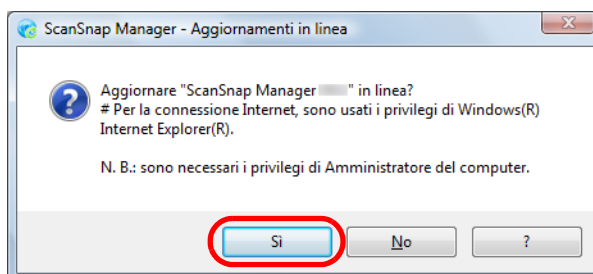 ScanSnap Manager - Aggiornamenti in linea
Aggiornare "ScanSnap Manager " in linea?
# Per la connessione Internet, sono usati i privilegi di Windows(R)
Internet Explorer(R).
N. B.: sono necessari i privilegi di Amministratore del computer.
Sì No ?